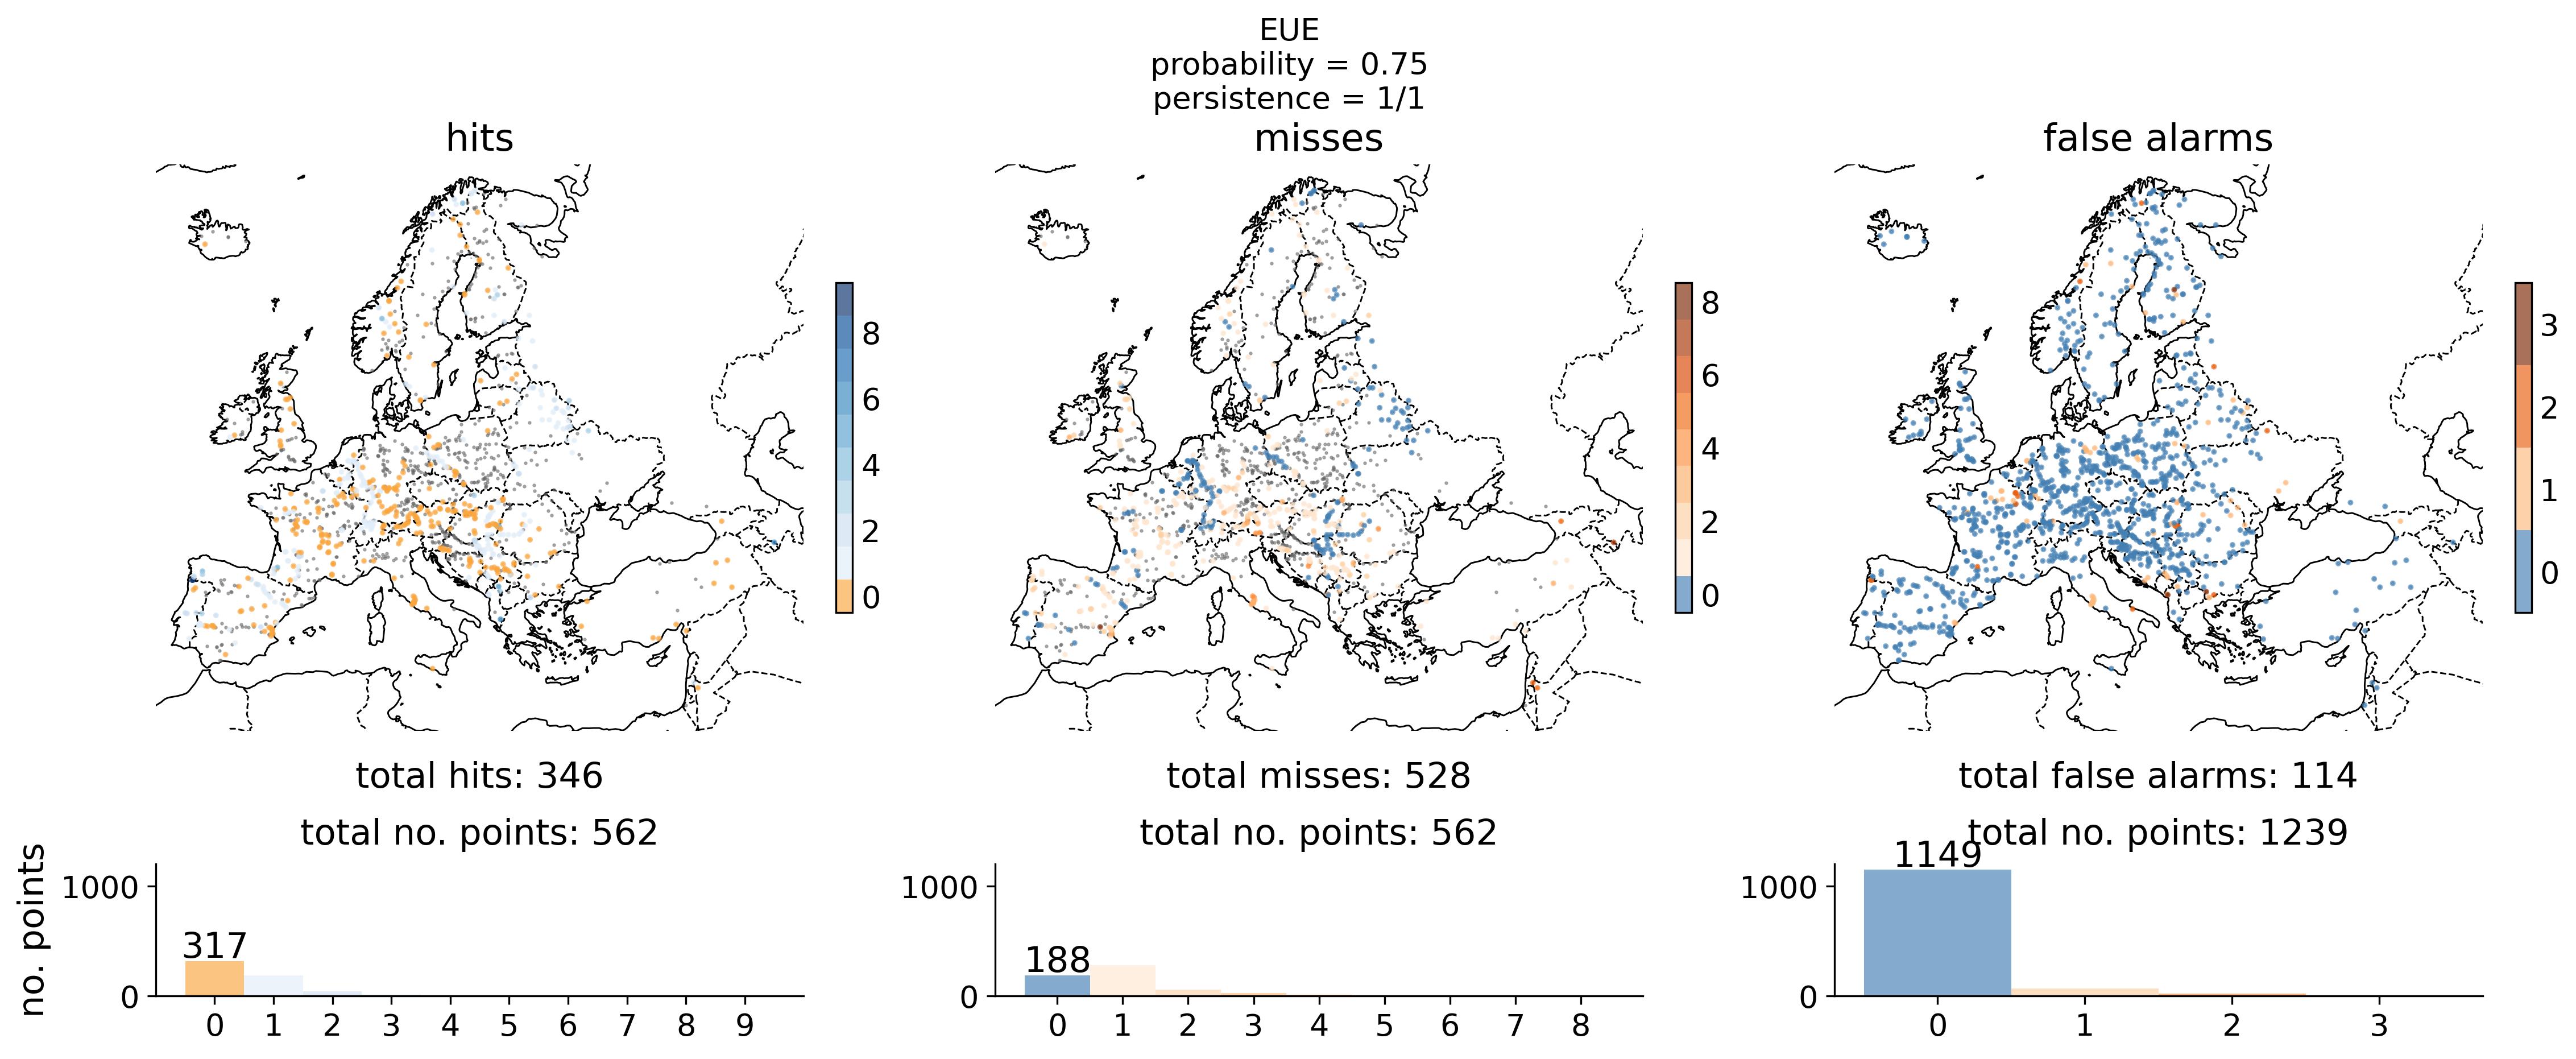 EUE
probability = 0.75
persistence = 1/1
hits
misses
false alarms
8
6
4
2
0
8
6
4
2
0
3
2
1
0
total hits: 346
total misses: 528
total false alarms: 114
total no. points: 562
total no. points: 562
total no. points: 1239
no. points
1000
0
317
0 1 2 3 4 5 6 7 8 9
1000
0
188
0 1 2 3 4 5 6 7 8
1000
0
1149
0 1 2 3